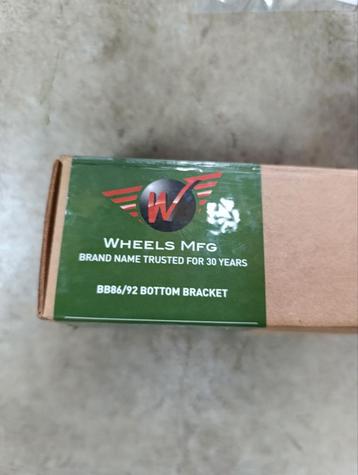 W
WHEELS MFG
BRAND NAME TRUSTED FOR 30 YEARS
BB86/92 BOTTOM BRACKET